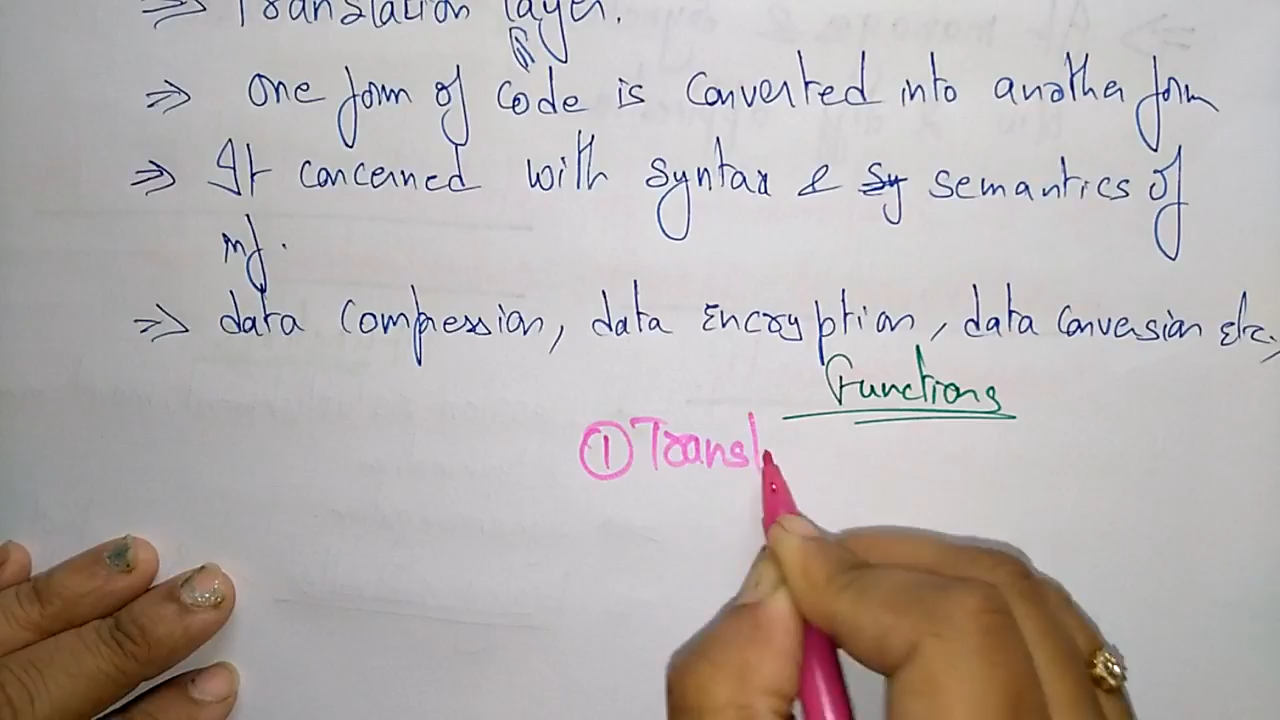 ⇒ Translation layer.
⇒ one form of Code is Converted into another form
⇒ It concerned with syntax & sy semantics of
⇒ data Compression, data Encryption, data Conversion Etc.,
Functions
① Transl